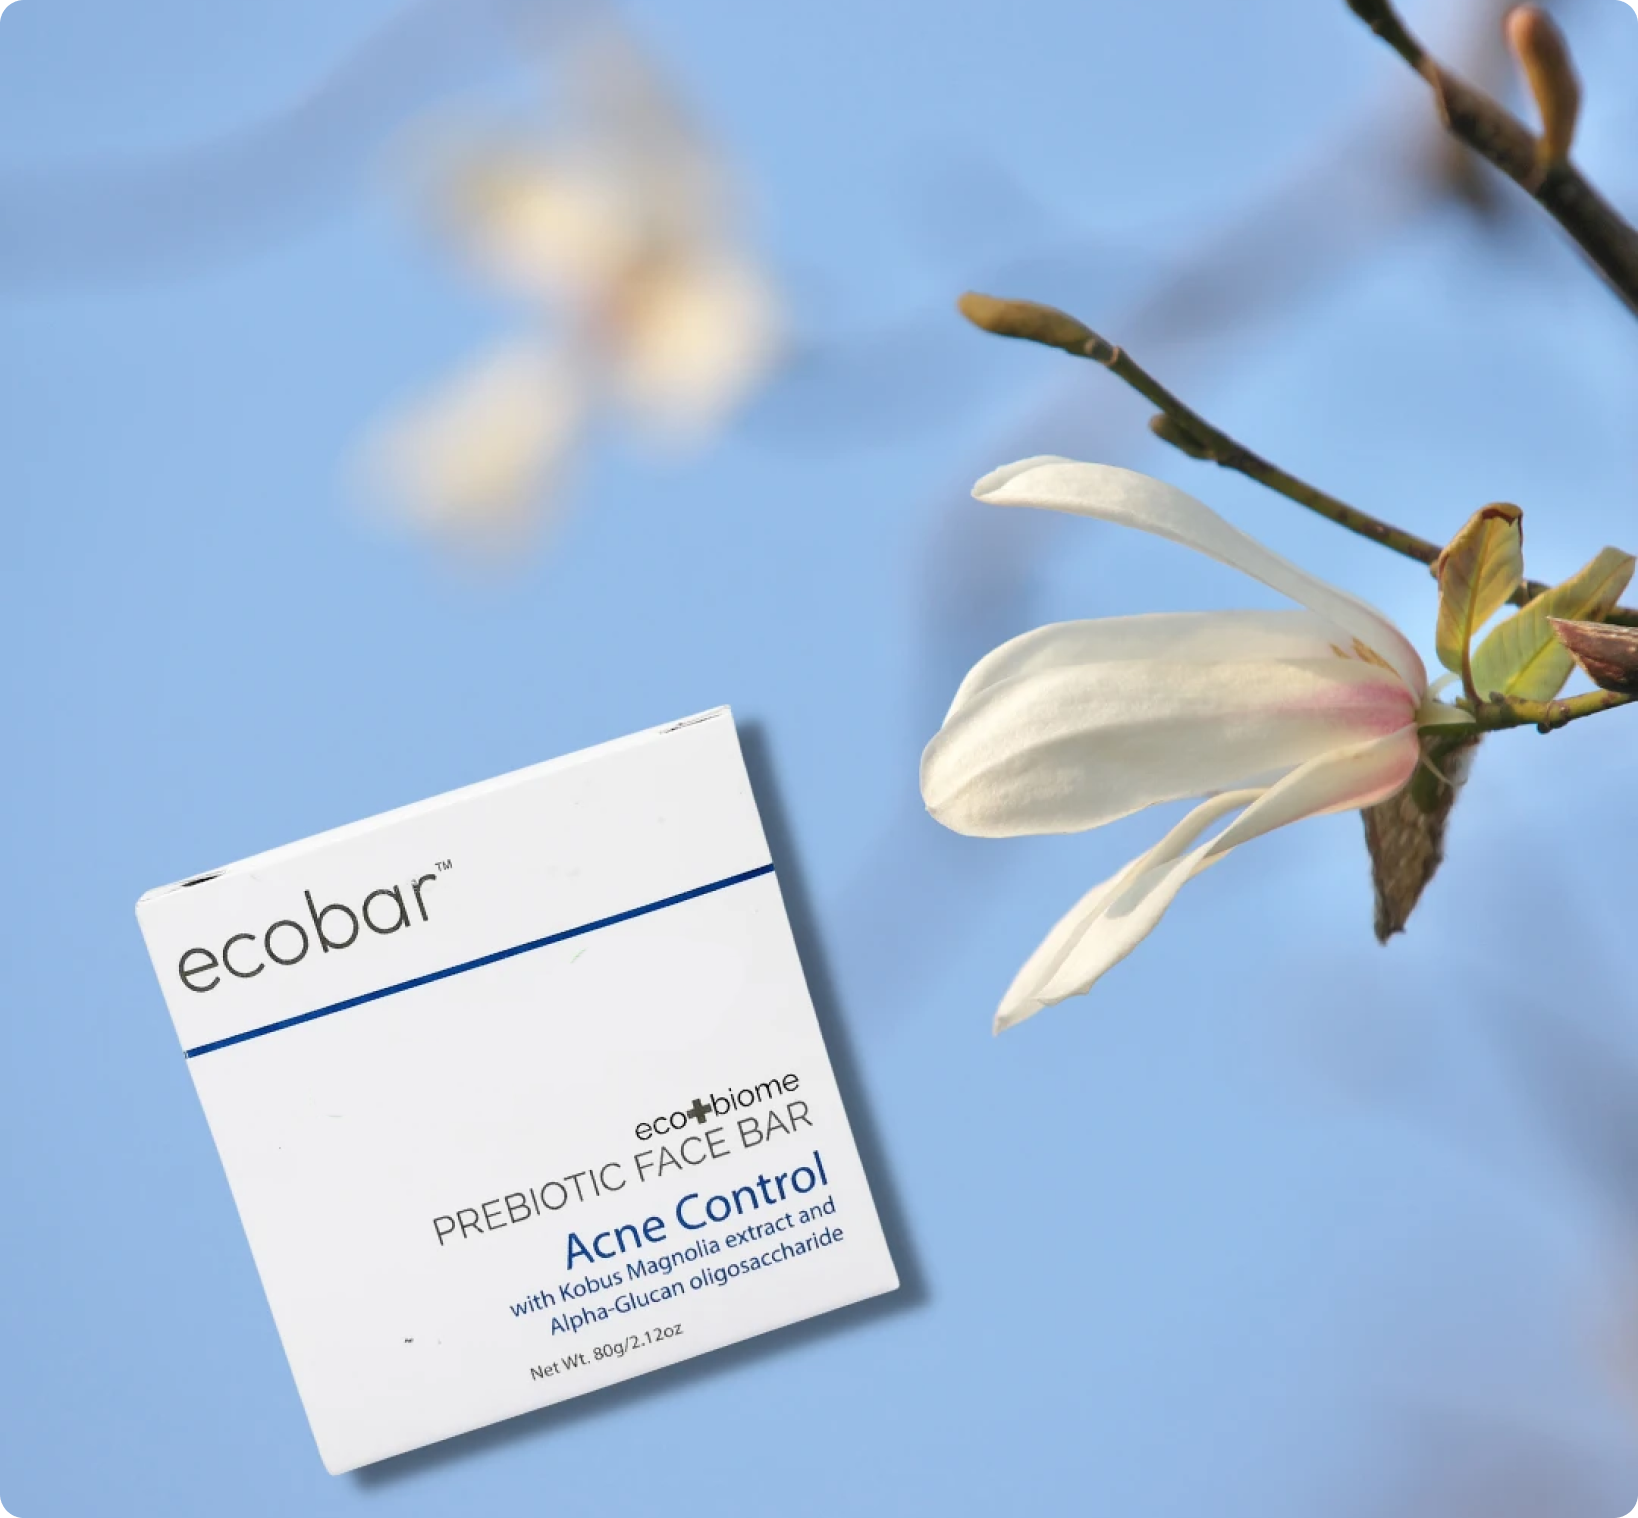 ecobar™
eco+biome
PREBIOTIC FACE BAR
Acne Control
with Kobus Magnolia extract and
Alpha-Glucan oligosaccharide
Net Wt. 80g/2.12oz